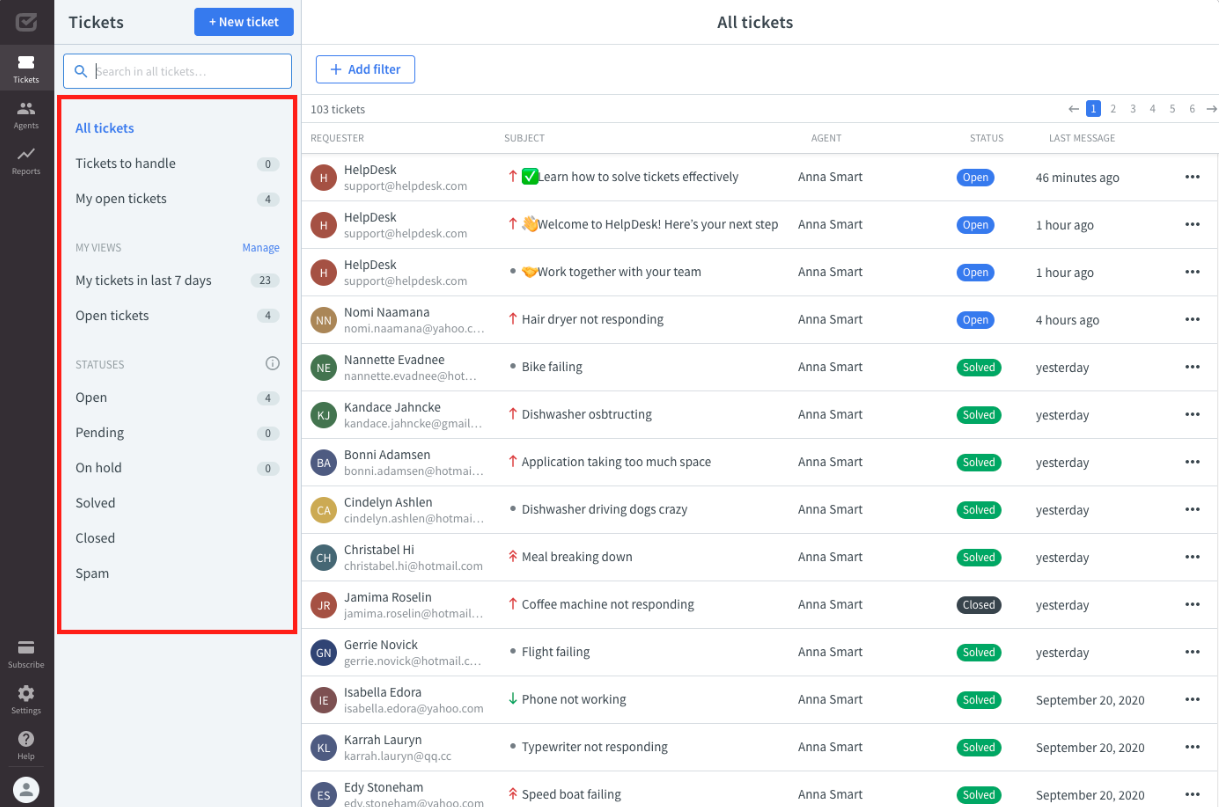 Tickets
+ New ticket
All tickets
Search in all tickets...
+ Add filter
Tickets
Agents
Reports
Subscribe
Settings
Help
All tickets
Tickets to handle 0
My open tickets 4
MY VIEWS Manage
My tickets in last 7 days 23
Open tickets 4
STATUSES
Open 4
Pending 0
On hold 0
Solved
Closed
Spam
103 tickets ← 1 2 3 4 5 6 →
REQUESTER SUBJECT AGENT STATUS LAST MESSAGE
H HelpDesk
support@helpdesk.com
↑ ✅Learn how to solve tickets effectively Anna Smart Open 46 minutes ago •••
H HelpDesk
support@helpdesk.com
↑ 👋Welcome to HelpDesk! Here's your next step Anna Smart Open 1 hour ago •••
H HelpDesk
support@helpdesk.com
• 🤝Work together with your team Anna Smart Open 1 hour ago •••
NN Nomi Naamana
nomi.naamana@yahoo.c...
↑ Hair dryer not responding Anna Smart Open 4 hours ago •••
NE Nannette Evadnee
nannette.evadnee@hot...
• Bike failing Anna Smart Solved yesterday •••
KJ Kandace Jahncke
kandace.jahncke@gmail...
↑ Dishwasher osbtructing Anna Smart Solved yesterday •••
BA Bonni Adamsen
bonni.adamsen@hotmai...
↑ Application taking too much space Anna Smart Solved yesterday •••
CA Cindelyn Ashlen
cindelyn.ashlen@hotmai...
• Dishwasher driving dogs crazy Anna Smart Solved yesterday •••
CH Christabel Hi
christabel.hi@hotmail.com
Meal breaking down Anna Smart Solved yesterday •••
JR Jamima Roselin
jamima.roselin@hotmail...
↑ Coffee machine not responding Anna Smart Closed yesterday •••
GN Gerrie Novick
gerrie.novick@hotmail.c...
• Flight failing Anna Smart Solved yesterday •••
IE Isabella Edora
isabella.edora@yahoo.com
↓ Phone not working Anna Smart Solved September 20, 2020 •••
KL Karrah Lauryn
karrah.lauryn@qq.cc
• Typewriter not responding Anna Smart Solved September 20, 2020 •••
ES Edy Stoneham
edy.stoneham@yahoo.com
Speed boat failing Anna Smart Solved September 20, 2020 •••